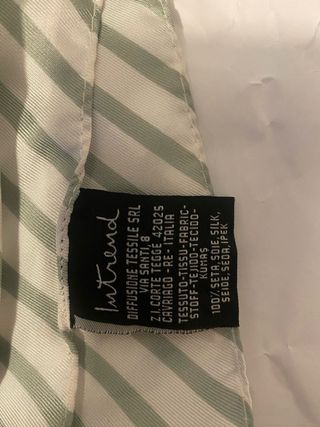 Intrend
DIFFUSIONE TESSILE SRL
VIA SANTI, 8
Z.I. CORTE TEGGE 42025
CAVRIAGO-RE-ITALIA
TESSUTO-TISSU-FABRIC-
STOFF-TEJIDO-TECIDO-
KUMAŞ
100% SETA, SOIE, SILK,
SEIDE, SEDA, IPEK